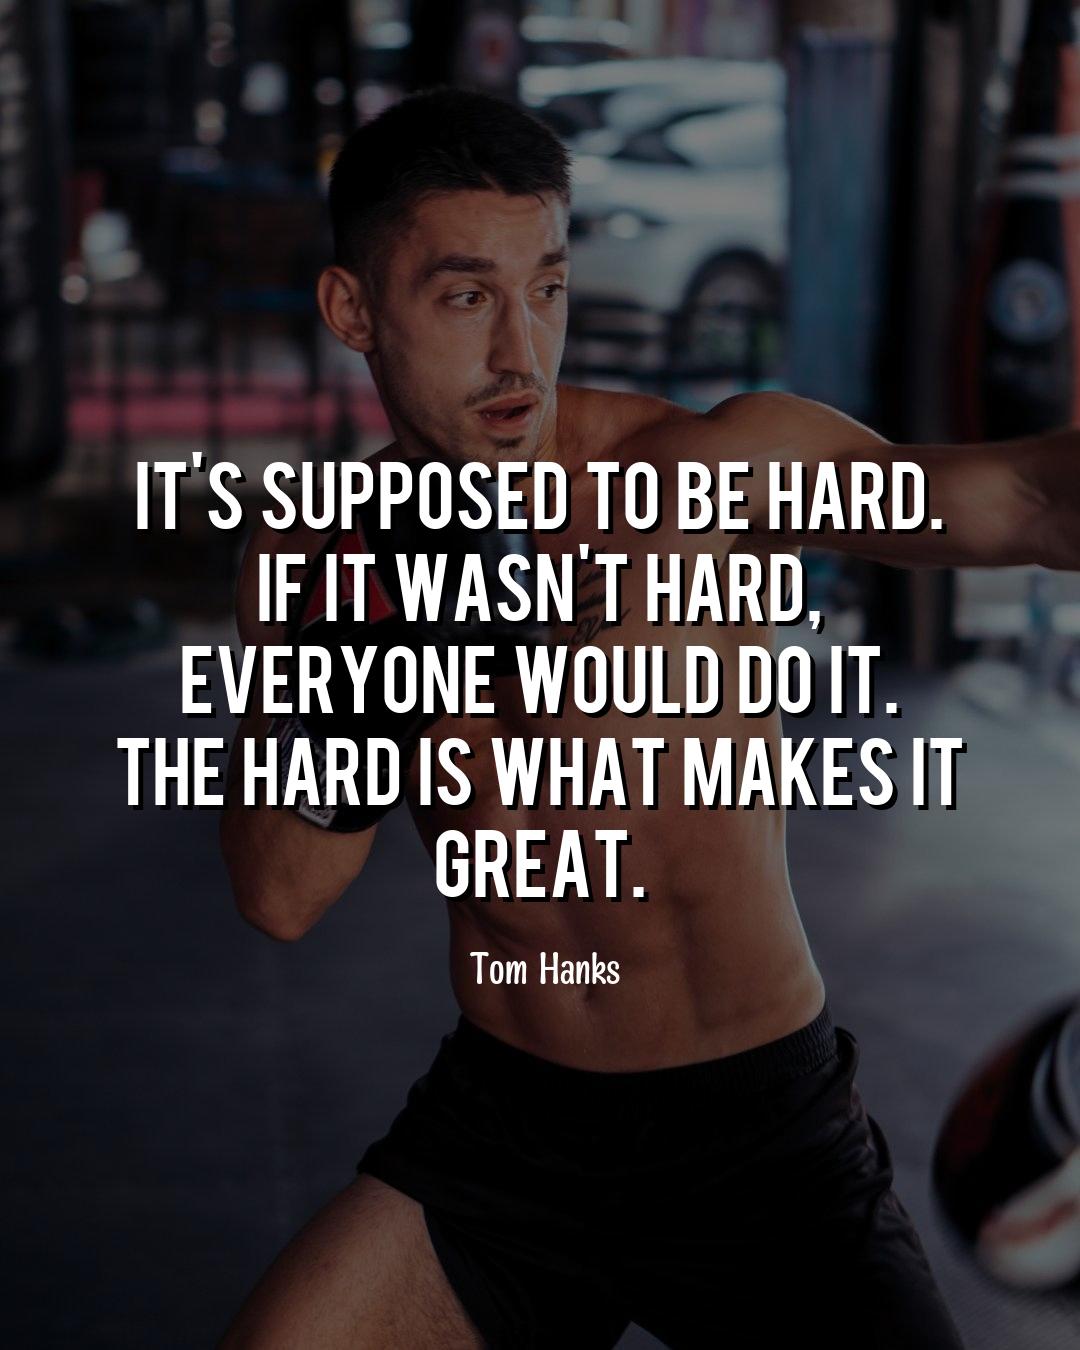 IT'S SUPPOSED TO BE HARD.
IF IT WASN'T HARD,
EVERYONE WOULD DO IT.
THE HARD IS WHAT MAKES IT
GREAT.
Tom Hanks